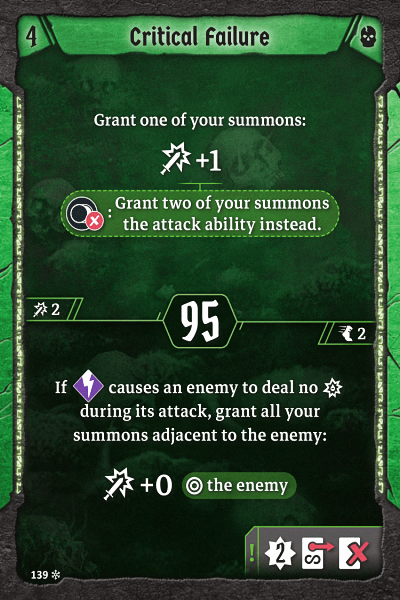 4
Critical Failure
Grant one of your summons:
+1
: Grant two of your summons
the attack ability instead.
2
95
2
If causes an enemy to deal no
during its attack, grant all your
summons adjacent to the enemy:
+0 the enemy
! 2 S
139